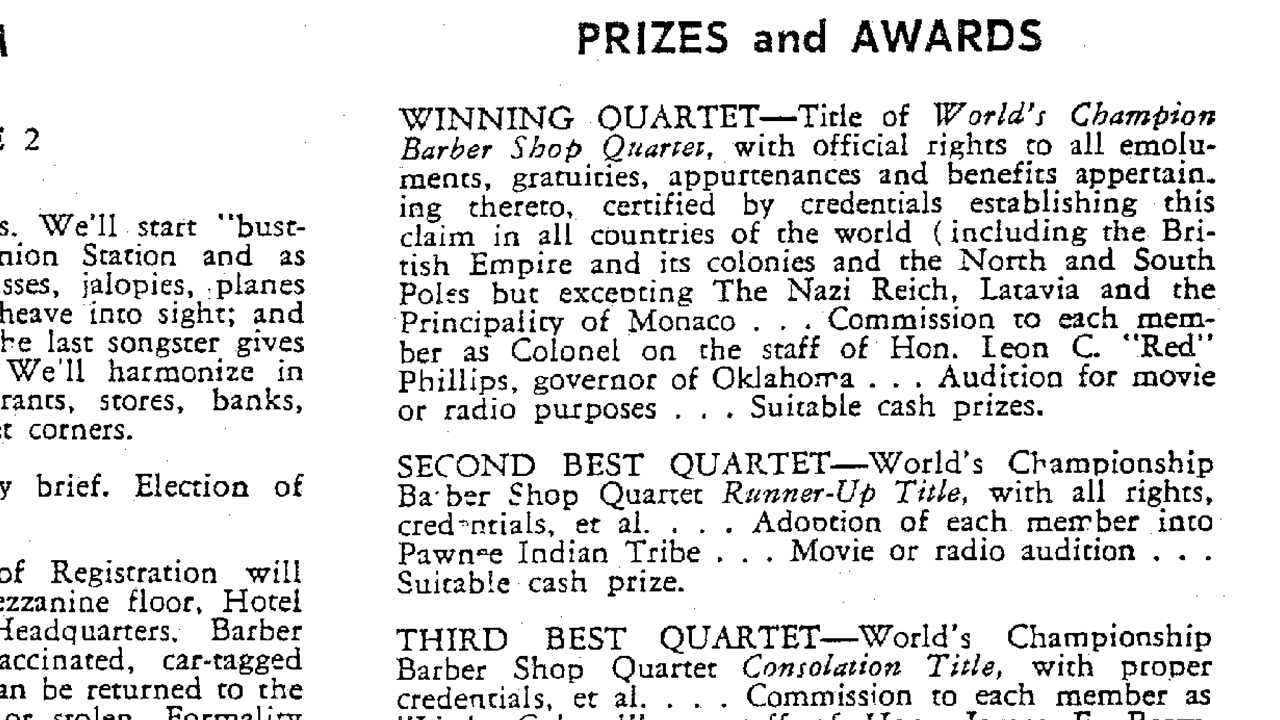 E 2
s. We'll start "bust-
nion Station and as
sses, jalopies, planes
heave into sight; and
he last songster gives
We'll harmonize in
rants, stores, banks,
et corners.
y brief. Election of
of Registration will
ezzanine floor, Hotel
Headquarters. Barber
accinated, car-tagged
an be returned to the
or stolen. Formality
PRIZES and AWARDS
WINNING QUARTET—Title of World's Champion
Barber Shop Quartet, with official rights to all emolu-
ments, gratuities, appurtenances and benefits appertain.
ing thereto, certified by credentials establishing this
claim in all countries of the world (including the Bri-
tish Empire and its colonies and the North and South
Poles but excepting The Nazi Reich, Latavia and the
Principality of Monaco . . . Commission to each mem-
ber as Colonel on the staff of Hon. Leon C. "Red"
Phillips, governor of Oklahoma . . . Audition for movie
or radio purposes . . . Suitable cash prizes.
SECOND BEST QUARTET—World's Championship
Barber Shop Quartet Runner-Up Title, with all rights,
credentials, et al. . . . Adoption of each member into
Pawnee Indian Tribe . . . Movie or radio audition . . .
Suitable cash prize.
THIRD BEST QUARTET—World's Championship
Barber Shop Quartet Consolation Title, with proper
credentials, et al. . . . Commission to each member as